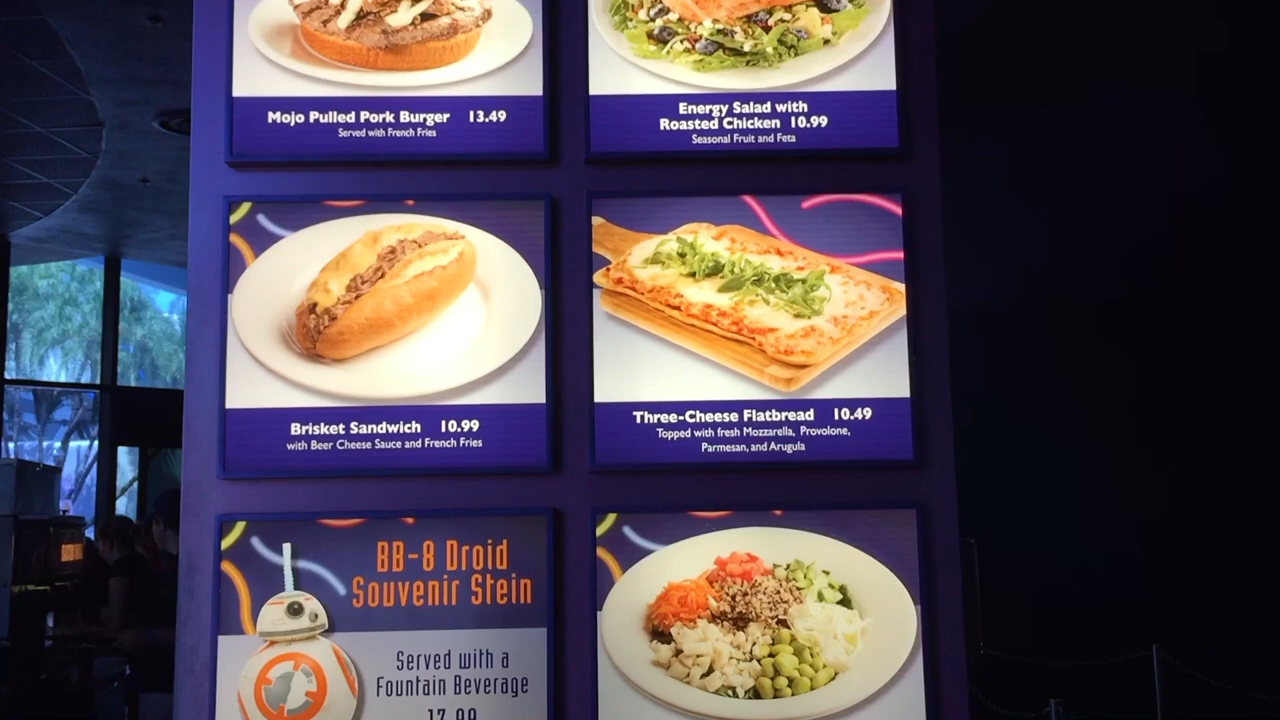 Mojo Pulled Pork Burger 13.49
Served with French Fries
Energy Salad with
Roasted Chicken 10.99
Seasonal Fruit and Feta
Brisket Sandwich 10.99
with Beer Cheese Sauce and French Fries
Three-Cheese Flatbread 10.49
Topped with fresh Mozzarella, Provolone,
Parmesan, and Arugula
BB-8 Droid
Souvenir Stein
Served with a
Fountain Beverage
17.99